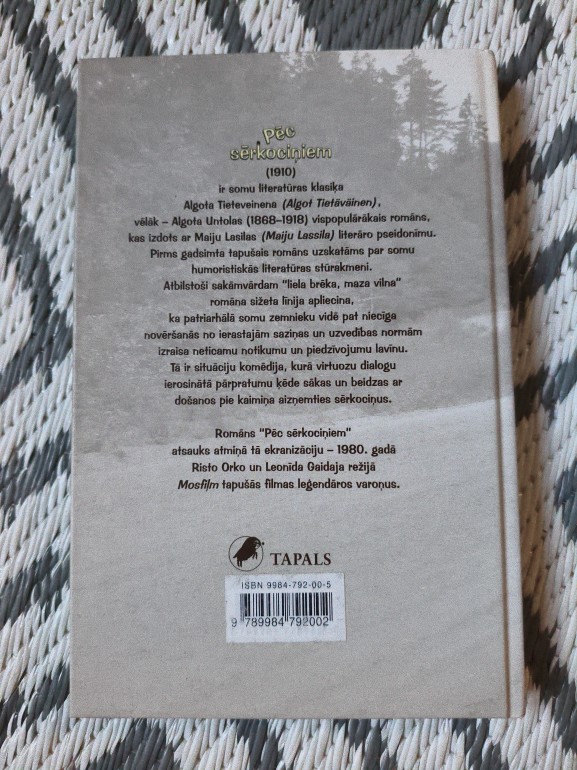 Pēc
sērkociņiem
(1910)
ir somu literatūras klasiķa
Algota Tieteveinena (Algot Tietäväinen),
vēlāk – Algota Untolas (1868–1918) vispopulārākais romāns,
kas izdots ar Maiju Lasilas (Maiju Lassila) literāro pseidonīmu.
Pirms gadsimta tapušais romāns uzskatāms par somu
humoristiskās literatūras stūrakmeni.
Atbilstoši sakāmvārdam "liela brēka, maza vilna"
romāna sižeta līnija apliecina,
ka patriarhālā somu zemnieku vidē pat niecīga
novēršanās no ierastajām saziņas un uzvedības normām
izraisa neticamu notikumu un piedzīvojumu lavīnu.
Tā ir situāciju komēdija, kurā virtuozu dialogu
ierosinātā pārpratumu ķēde sākas un beidzas ar
došanos pie kaimiņa aizņemties sērkociņus.
Romāns "Pēc sērkociņiem"
atsauks atmiņā tā ekranizāciju – 1980. gadā
Risto Orko un Leonīda Gaidaja režijā
Mosfiļm tapušās filmas leģendāros varoņus.
TAPALS
ISBN 9984-792-00-5
9 789984 792002